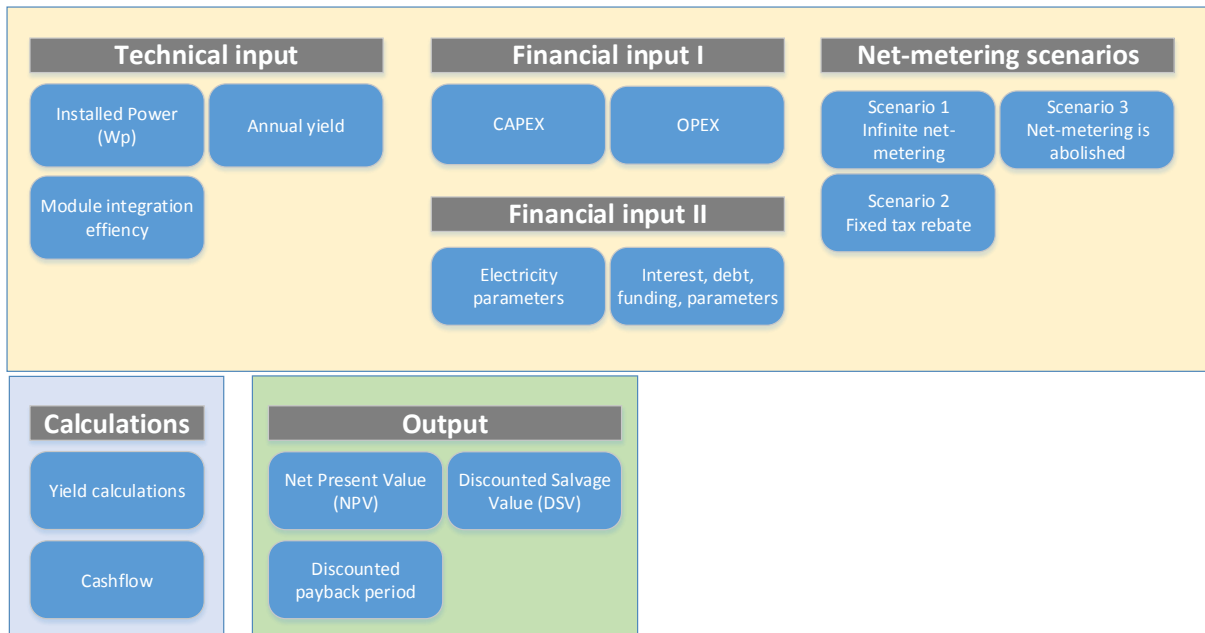 Technical input
Installed Power
(Wp)
Annual yield
Module integration
effiency
Financial input I
CAPEX
OPEX
Financial input II
Electricity
parameters
Interest, debt,
funding, parameters
Net-metering scenarios
Scenario 1
Infinite net-
metering
Scenario 3
Net-metering is
abolished
Scenario 2
Fixed tax rebate
Calculations
Yield calculations
Cashflow
Output
Net Present Value
(NPV)
Discounted Salvage
Value (DSV)
Discounted
payback period